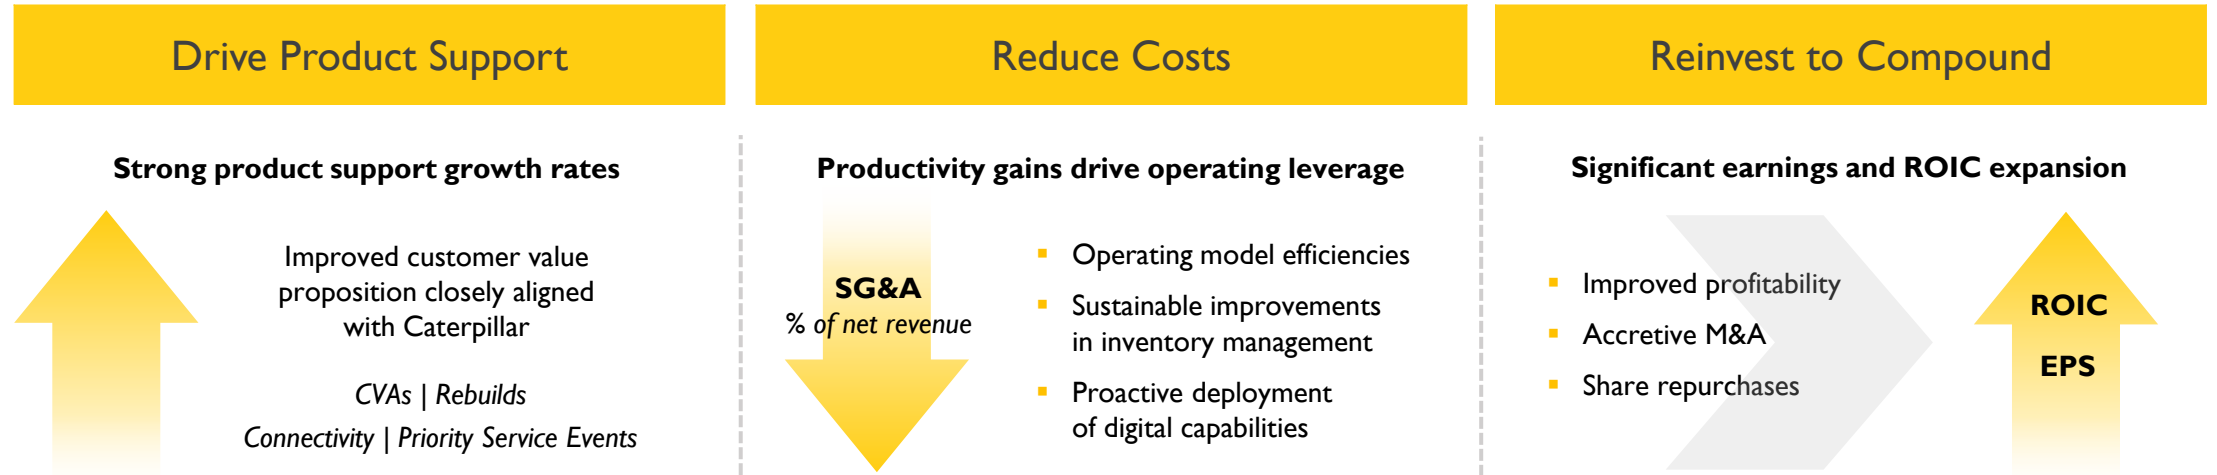 Drive Product Support
Strong product support growth rates
Improved customer value
proposition closely aligned
with Caterpillar
CVAs | Rebuilds
Connectivity | Priority Service Events
Reduce Costs
Productivity gains drive operating leverage
SG&A
% of net revenue
▪ Operating model efficiencies
▪ Sustainable improvements
in inventory management
▪ Proactive deployment
of digital capabilities
Reinvest to Compound
Significant earnings and ROIC expansion
▪ Improved profitability
▪ Accretive M&A
▪ Share repurchases
ROIC
EPS